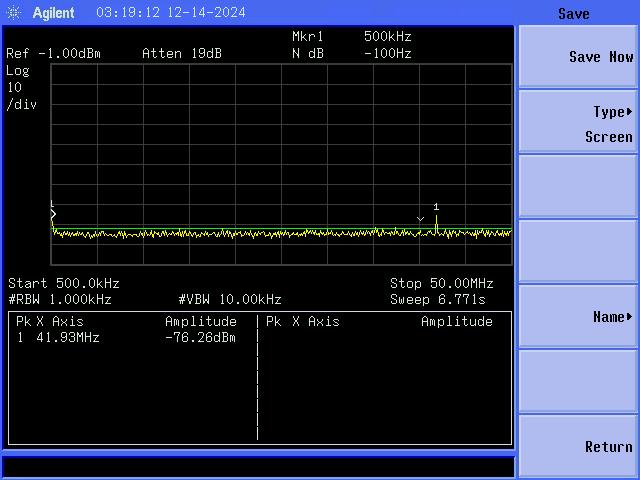 Agilent 03:19:12 12-14-2024
Save
Mkr1 500kHz
Ref -1.00dBm Atten 19dB N dB -100Hz
Log
10
/div
1
1
Start 500.0kHz Stop 50.00MHz
#RBW 1.000kHz #VBW 10.00kHz Sweep 6.771s
Pk X Axis Amplitude Pk X Axis Amplitude
1 41.93MHz -76.26dBm
Save Now
Type
Screen
Name
Return